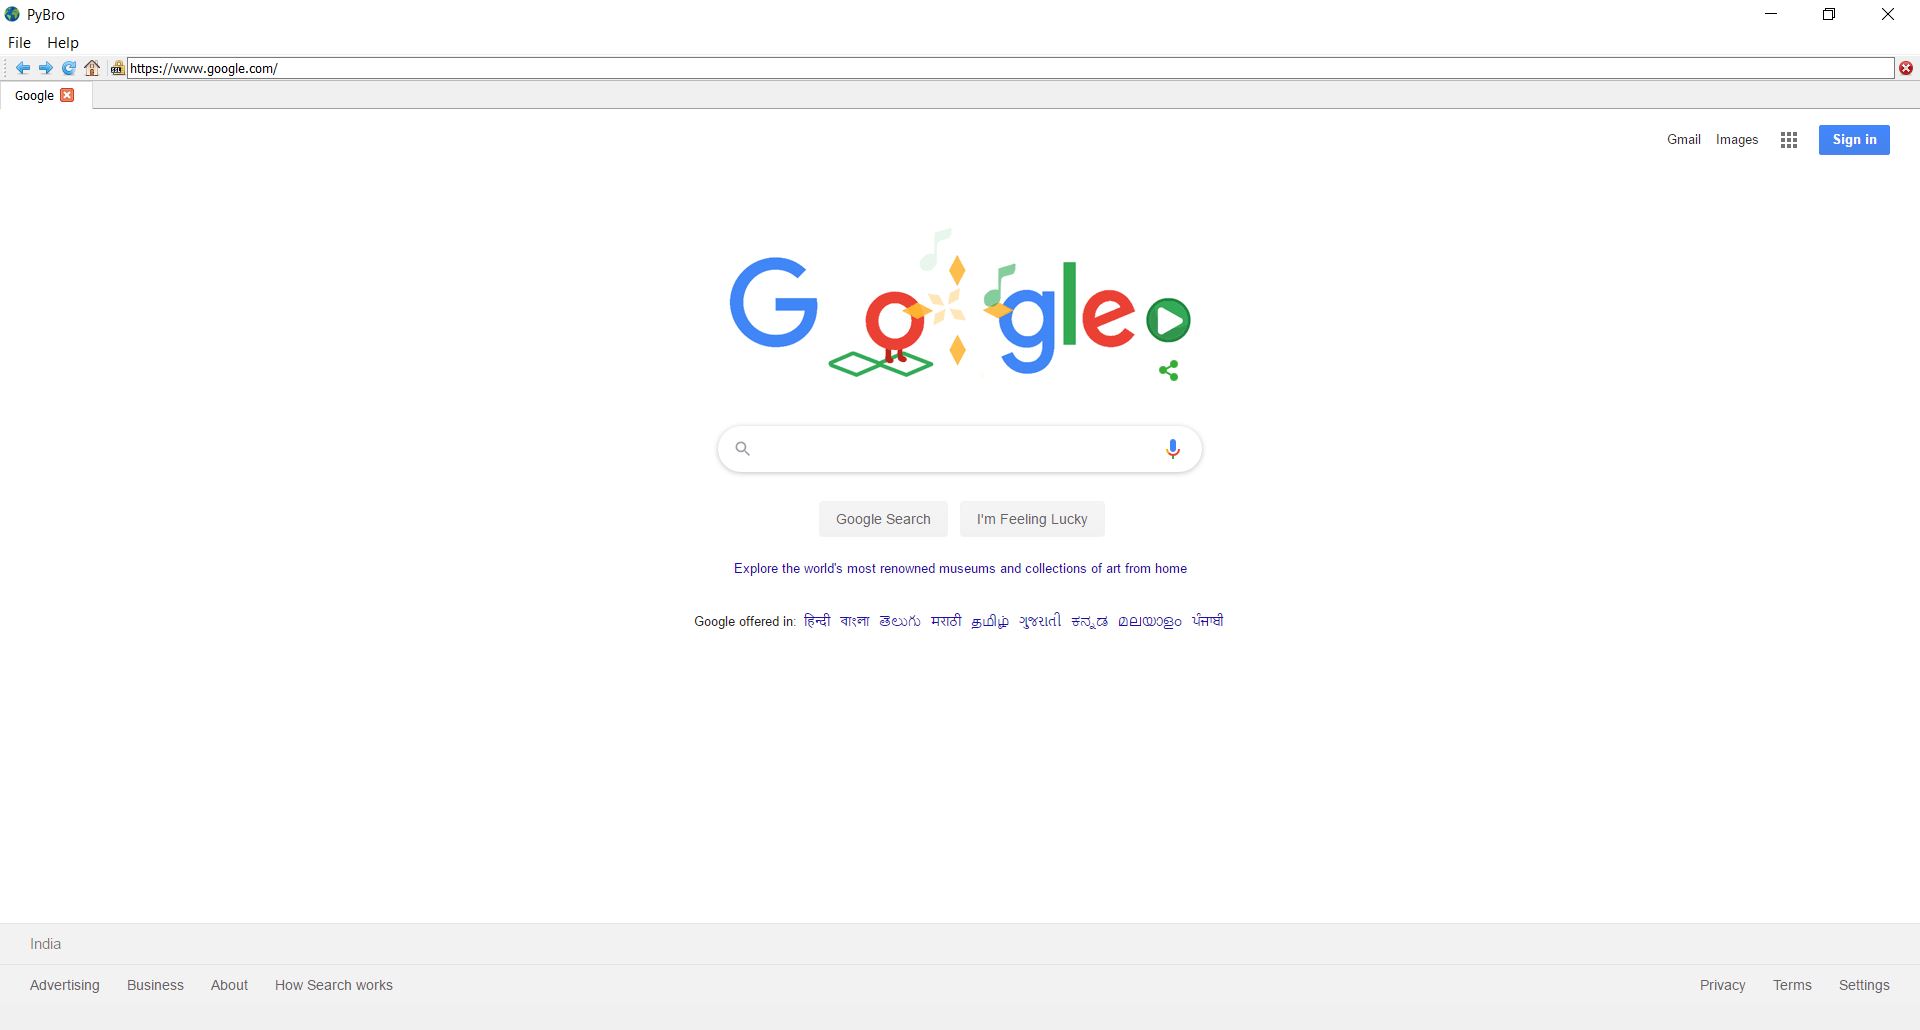 PyBro
File Help
SSL https://www.google.com/
Google
Gmail Images Sign in
Google
Google Search I'm Feeling Lucky
Explore the world's most renowned museums and collections of art from home
Google offered in: हिन्दी বাংলা తెలుగు मराठी தமிழ் ગુજરાતી ಕನ್ನಡ മലയാളം ਪੰਜਾਬੀ
India
Advertising Business About How Search works Privacy Terms Settings